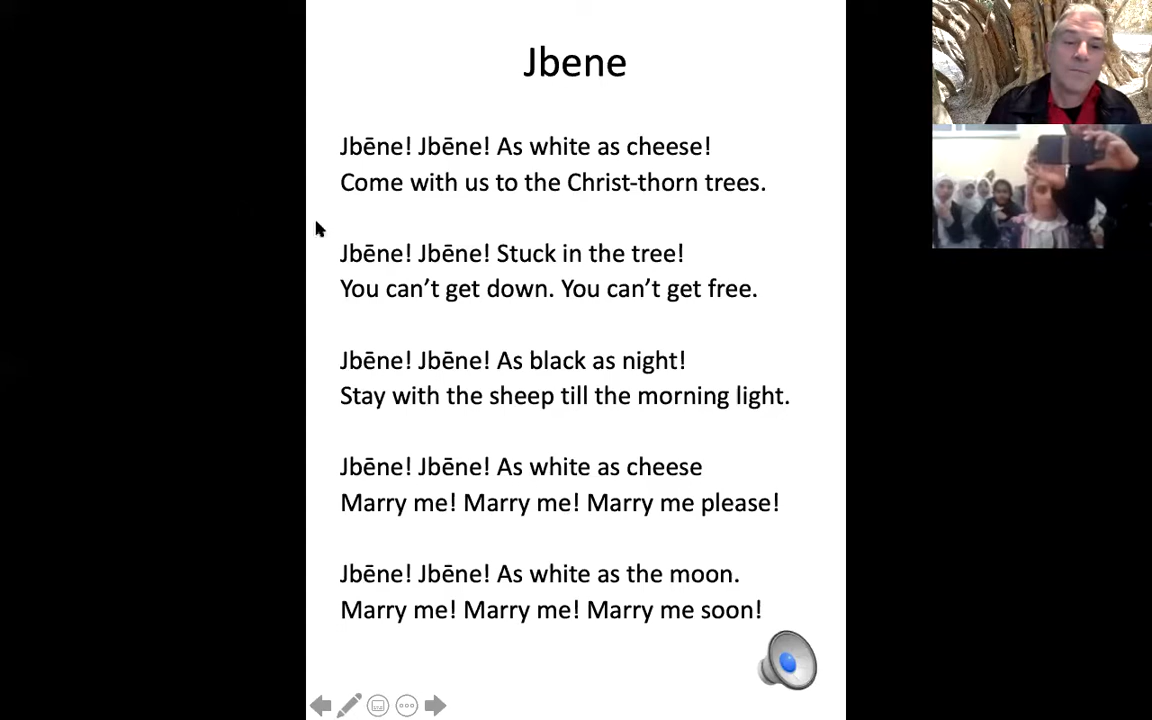 Jbene
Jbēne! Jbēne! As white as cheese!
Come with us to the Christ-thorn trees.
Jbēne! Jbēne! Stuck in the tree!
You can’t get down. You can’t get free.
Jbēne! Jbēne! As black as night!
Stay with the sheep till the morning light.
Jbēne! Jbēne! As white as cheese
Marry me! Marry me! Marry me please!
Jbēne! Jbēne! As white as the moon.
Marry me! Marry me! Marry me soon!